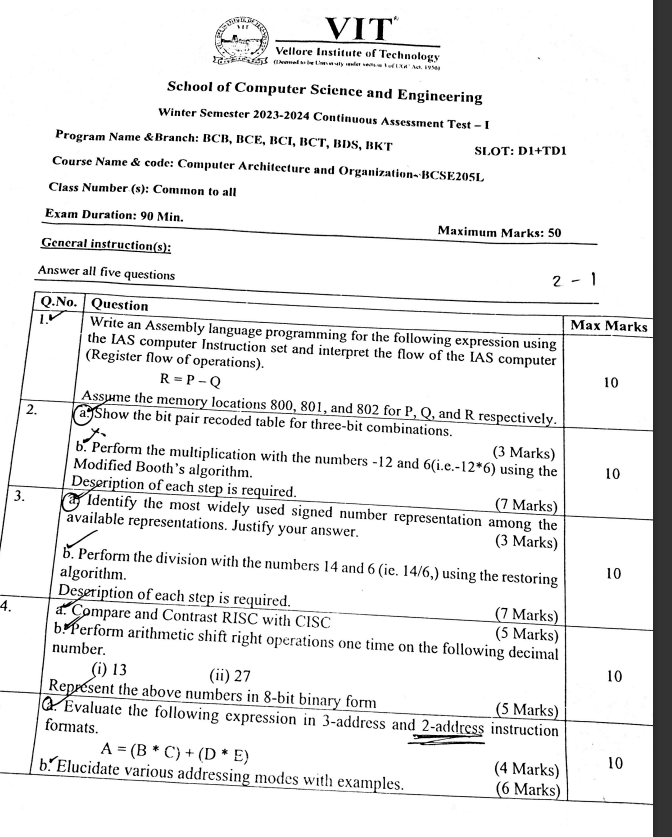 VIT
Vellore Institute of Technology
(Deemed to be University under section 3 of UGC Act, 1956)
School of Computer Science and Engineering
Winter Semester 2023-2024 Continuous Assessment Test – I
Program Name &Branch: BCB, BCE, BCI, BCT, BDS, BKT
SLOT: D1+TD1
Course Name & code: Computer Architecture and Organization--BCSE205L
Class Number (s): Common to all
Exam Duration: 90 Min.
Maximum Marks: 50
General instruction(s):
Answer all five questions
2 - 1
Q.No. Question Max Marks
1. Write an Assembly language programming for the following expression using
the IAS computer Instruction set and interpret the flow of the IAS computer
(Register flow of operations).
R = P – Q
10
Assume the memory locations 800, 801, and 802 for P, Q, and R respectively.
2. a. Show the bit pair recoded table for three-bit combinations.
(3 Marks)
b. Perform the multiplication with the numbers -12 and 6(i.e.-12*6) using the
Modified Booth's algorithm.
10
Description of each step is required.
(7 Marks)
3. a. Identify the most widely used signed number representation among the
available representations. Justify your answer.
(3 Marks)
b. Perform the division with the numbers 14 and 6 (ie. 14/6,) using the restoring
algorithm.
10
Description of each step is required.
(7 Marks)
4. a. Compare and Contrast RISC with CISC
(5 Marks)
b. Perform arithmetic shift right operations one time on the following decimal
number.
(i) 13 (ii) 27
10
Represent the above numbers in 8-bit binary form
(5 Marks)
a. Evaluate the following expression in 3-address and 2-address instruction
formats.
A = (B * C) + (D * E)
(4 Marks)
10
b. Elucidate various addressing modes with examples.
(6 Marks)